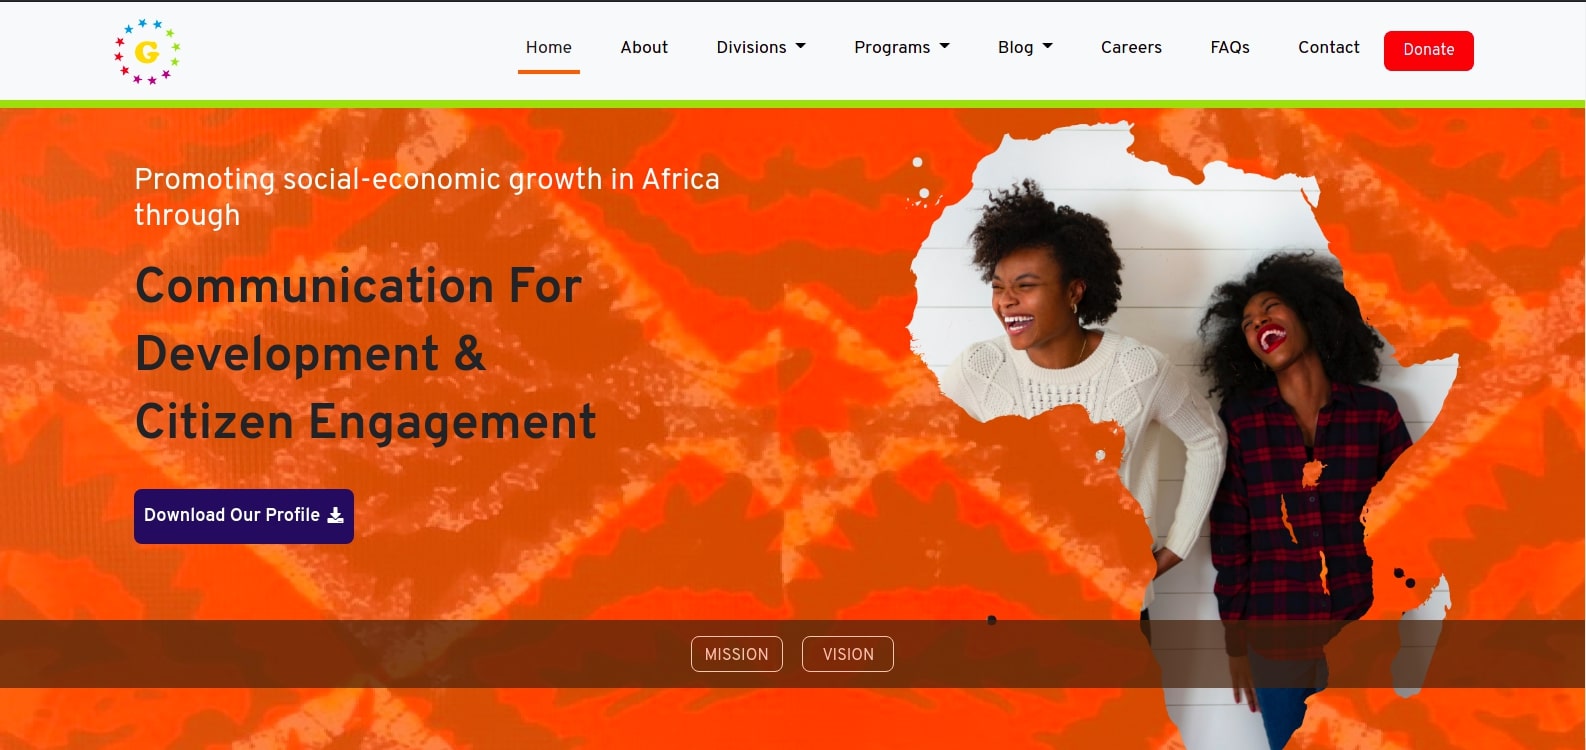 G
Home About Divisions Programs Blog Careers FAQs Contact Donate
Promoting social-economic growth in Africa
through
Communication For
Development &
Citizen Engagement
Download Our Profile
MISSION VISION